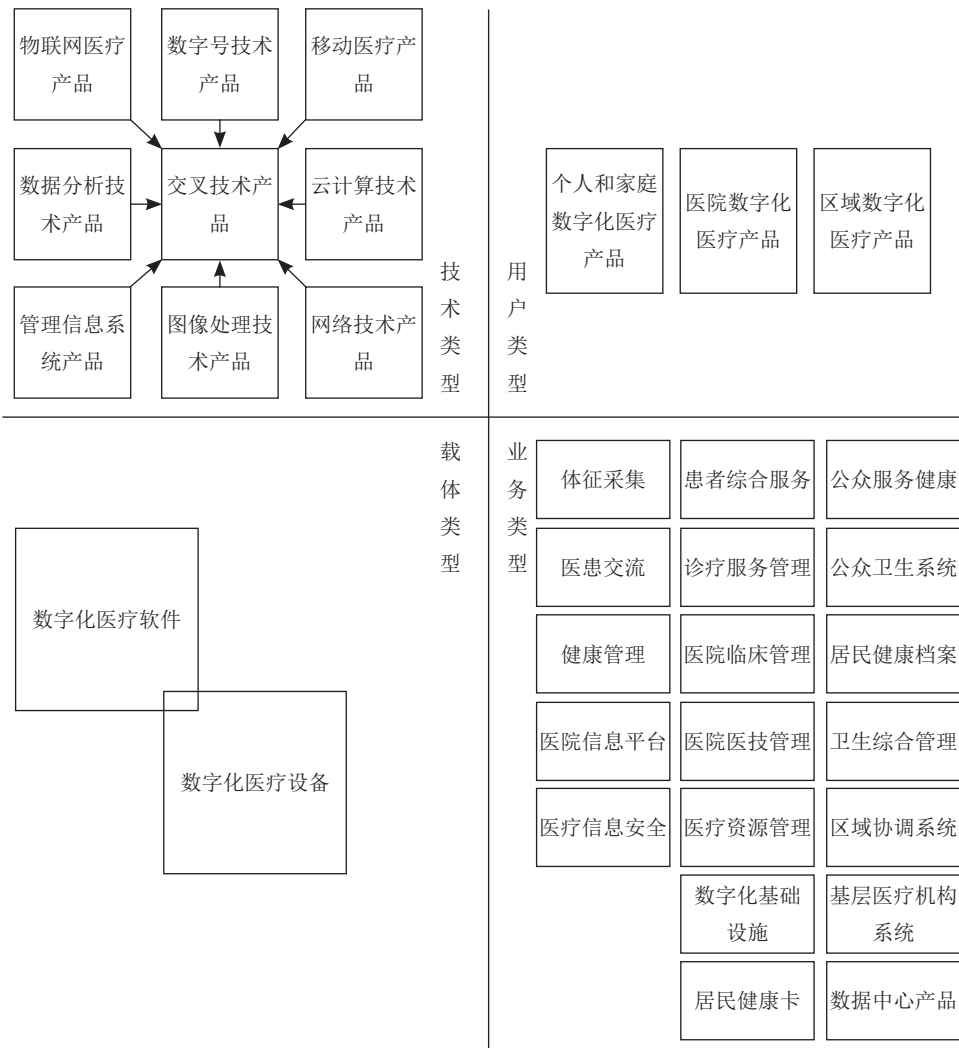 物联网医疗
产品
数字号技术
产品
移动医疗产
品
数据分析技
术产品
交叉技术产
品
云计算技术
产品
管理信息系
统产品
图像处理技
术产品
网络技术产
品
技
术
类
型
用
户
类
型
个人和家庭
数字化医疗
产品
医院数字化
医疗产品
区域数字化
医疗产品
载
体
类
型
数字化医疗软件
数字化医疗设备
业
务
类
型
体征采集
患者综合服务
公众服务健康
医患交流
诊疗服务管理
公众卫生系统
健康管理
医院临床管理
居民健康档案
医院信息平台
医院医技管理
卫生综合管理
医疗信息安全
医疗资源管理
区域协调系统
数字化基础
设施
基层医疗机构
系统
居民健康卡
数据中心产品